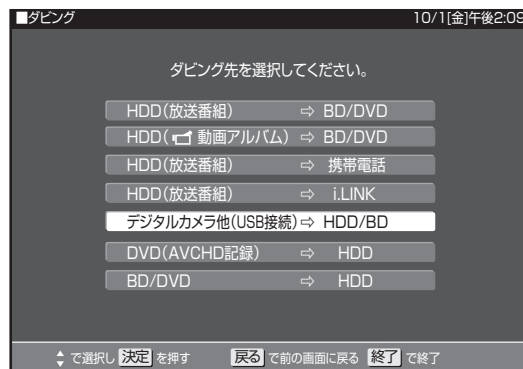 ■ダビング 10/1[金]午後2:09
ダビング先を選択してください。
HDD(放送番組) ⇨ BD/DVD
HDD( 動画アルバム) ⇨ BD/DVD
HDD(放送番組) ⇨ 携帯電話
HDD(放送番組) ⇨ i.LINK
デジタルカメラ他(USB接続) ⇨ HDD/BD
DVD(AVCHD記録) ⇨ HDD
BD/DVD ⇨ HDD
で選択し 決定 を押す 戻る で前の画面に戻る 終了 で終了